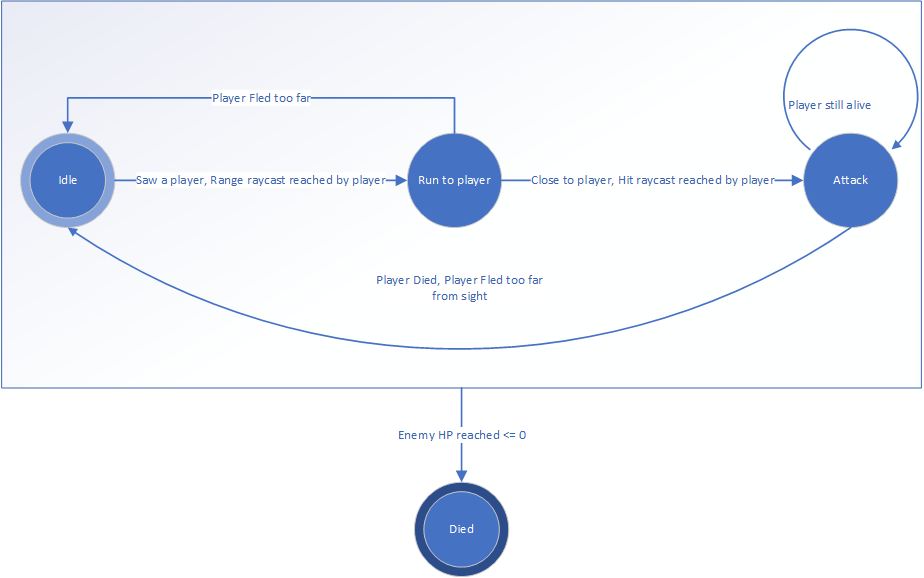 Player Fled too far
Player still alive
Idle
Saw a player, Range raycast reached by player
Run to player
Close to player, Hit raycast reached by player
Attack
Player Died, Player Fled too far
from sight
Enemy HP reached <= 0
Died